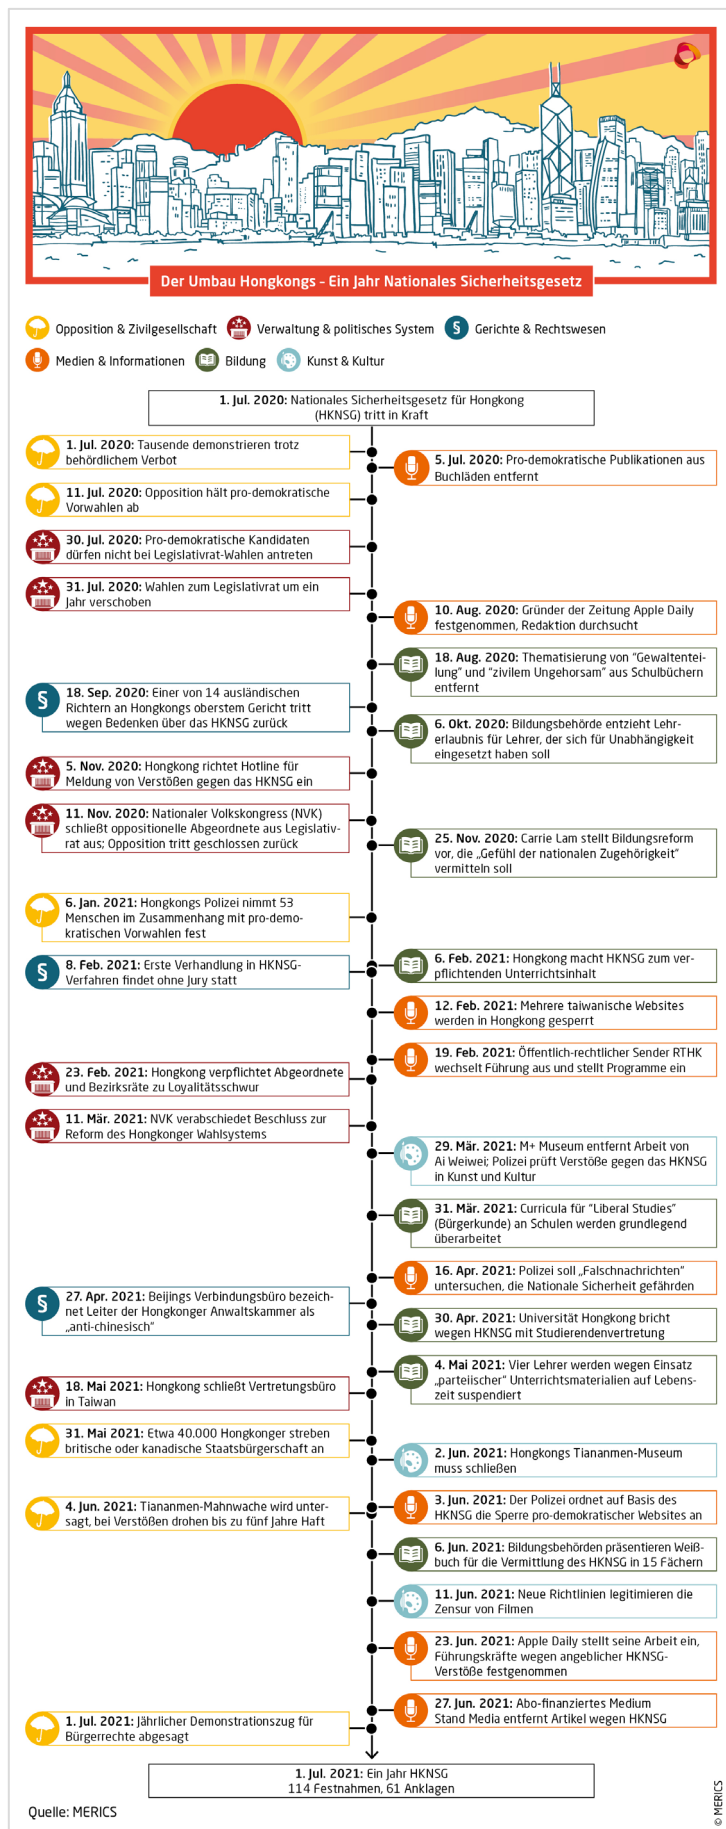 Der Umbau Hongkongs – Ein Jahr Nationales Sicherheitsgesetz
Opposition & Zivilgesellschaft
Verwaltung & politisches System
§ Gerichte & Rechtswesen
Medien & Informationen
Bildung
Kunst & Kultur
1. Jul. 2020: Nationales Sicherheitsgesetz für Hongkong
(HKNSG) tritt in Kraft
1. Jul. 2020: Tausende demonstrieren trotz
behördlichem Verbot
5. Jul. 2020: Pro-demokratische Publikationen aus
Buchläden entfernt
11. Jul. 2020: Opposition hält pro-demokratische
Vorwahlen ab
30. Jul. 2020: Pro-demokratische Kandidaten
dürfen nicht bei Legislativrat-Wahlen antreten
31. Jul. 2020: Wahlen zum Legislativrat um ein
Jahr verschoben
10. Aug. 2020: Gründer der Zeitung Apple Daily
festgenommen, Redaktion durchsucht
18. Aug. 2020: Thematisierung von "Gewaltentei-
lung" und "zivilem Ungehorsam" aus Schulbüchern
entfernt
§
18. Sep. 2020: Einer von 14 ausländischen
Richtern an Hongkongs oberstem Gericht tritt
wegen Bedenken über das HKNSG zurück
6. Okt. 2020: Bildungsbehörde entzieht Lehr-
erlaubnis für Lehrer, der sich für Unabhängigkeit
eingesetzt haben soll
5. Nov. 2020: Hongkong richtet Hotline für
Meldung von Verstößen gegen das HKNSG ein
11. Nov. 2020: Nationaler Volkskongress (NVK)
schließt oppositionelle Abgeordnete aus Legislativ-
rat aus; Opposition tritt geschlossen zurück
25. Nov. 2020: Carrie Lam stellt Bildungsreform
vor, die „Gefühl der nationalen Zugehörigkeit"
vermitteln soll
6. Jan. 2021: Hongkongs Polizei nimmt 53
Menschen im Zusammenhang mit pro-demo-
kratischen Vorwahlen fest
6. Feb. 2021: Hongkong macht HKNSG zum ver-
pflichtenden Unterrichtsinhalt
§
8. Feb. 2021: Erste Verhandlung in HKNSG-
Verfahren findet ohne Jury statt
12. Feb. 2021: Mehrere taiwanische Websites
werden in Hongkong gesperrt
19. Feb. 2021: Öffentlich-rechtlicher Sender RTHK
wechselt Führung aus und stellt Programme ein
23. Feb. 2021: Hongkong verpflichtet Abgeordnete
und Bezirksräte zu Loyalitätsschwur
11. Mär. 2021: NVK verabschiedet Beschluss zur
Reform des Hongkonger Wahlsystems
29. Mär. 2021: M+ Museum entfernt Arbeit von
Ai Weiwei; Polizei prüft Verstöße gegen das HKNSG
in Kunst und Kultur
31. Mär. 2021: Curricula für "Liberal Studies"
(Bürgerkunde) an Schulen werden grundlegend
überarbeitet
16. Apr. 2021: Polizei soll „Falschnachrichten"
untersuchen, die Nationale Sicherheit gefährden
§
27. Apr. 2021: Beijings Verbindungsbüro bezeich-
net Leiter der Hongkonger Anwaltskammer als
„anti-chinesisch"
30. Apr. 2021: Universität Hongkong bricht
wegen HKNSG mit Studierendenvertretung
4. Mai 2021: Vier Lehrer werden wegen Einsatz
„parteiischer" Unterrichtsmaterialien auf Lebens-
zeit suspendiert
18. Mai 2021: Hongkong schließt Vertretungsbüro
in Taiwan
31. Mai 2021: Etwa 40.000 Hongkonger streben
britische oder kanadische Staatsbürgerschaft an
2. Jun. 2021: Hongkongs Tiananmen-Museum
muss schließen
3. Jun. 2021: Der Polizei ordnet auf Basis des
HKNSG die Sperre pro-demokratischer Websites an
4. Jun. 2021: Tiananmen-Mahnwache wird unter-
sagt, bei Verstößen drohen bis zu fünf Jahre Haft
6. Jun. 2021: Bildungsbehörden präsentieren Weiß-
buch für die Vermittlung des HKNSG in 15 Fächern
11. Jun. 2021: Neue Richtlinien legitimieren die
Zensur von Filmen
23. Jun. 2021: Apple Daily stellt seine Arbeit ein,
Führungskräfte wegen angeblicher HKNSG-
Verstöße festgenommen
27. Jun. 2021: Abo-finanziertes Medium
Stand Media entfernt Artikel wegen HKNSG
1. Jul. 2021: Jährlicher Demonstrationszug für
Bürgerrechte abgesagt
1. Jul. 2021: Ein Jahr HKNSG
114 Festnahmen, 61 Anklagen
Quelle: MERICS
© MERICS